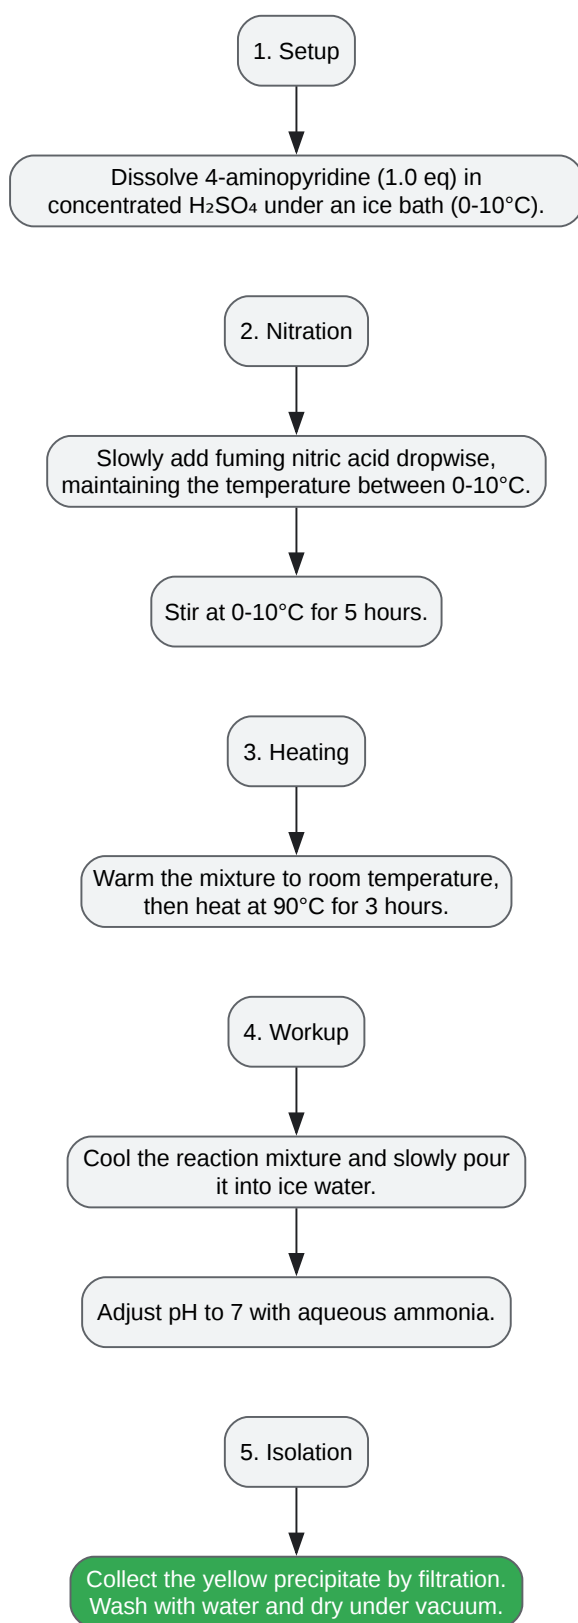 1. Setup
Dissolve 4-aminopyridine (1.0 eq) in
concentrated H₂SO₄ under an ice bath (0-10°C).
2. Nitration
Slowly add fuming nitric acid dropwise,
maintaining the temperature between 0-10°C.
Stir at 0-10°C for 5 hours.
3. Heating
Warm the mixture to room temperature,
then heat at 90°C for 3 hours.
4. Workup
Cool the reaction mixture and slowly pour
it into ice water.
Adjust pH to 7 with aqueous ammonia.
5. Isolation
Collect the yellow precipitate by filtration.
Wash with water and dry under vacuum.